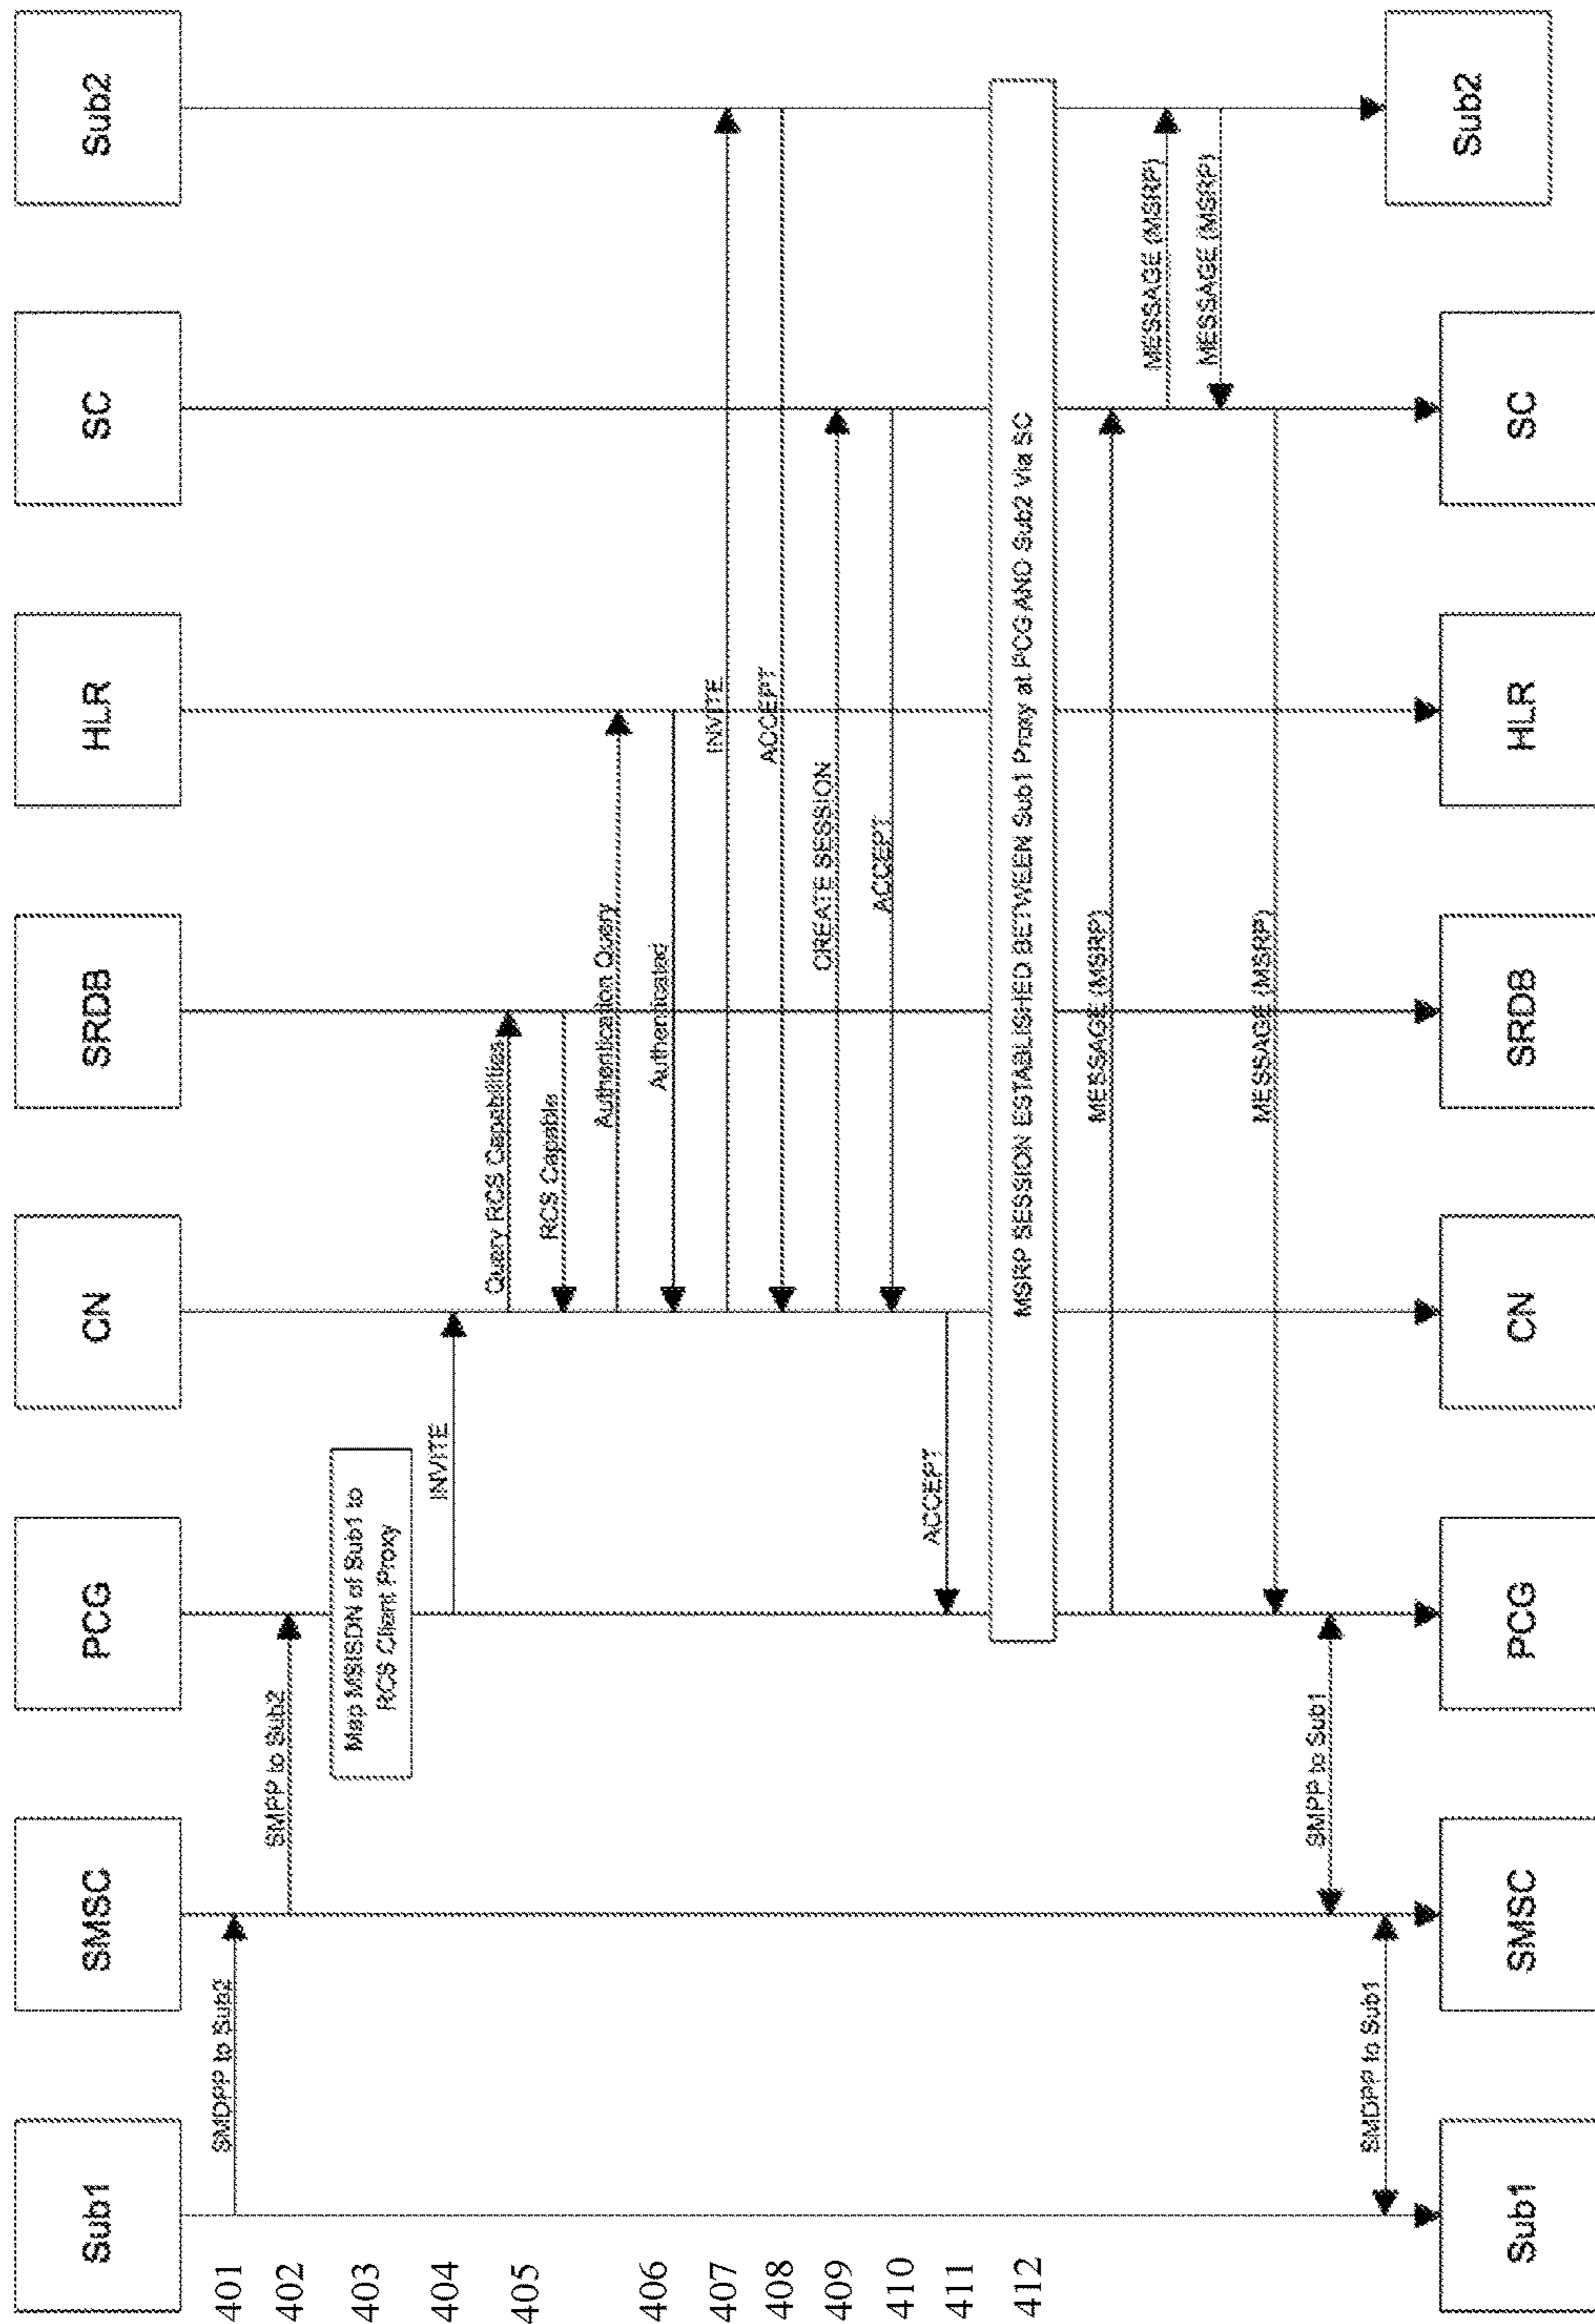 Sub1
SMSC
PCG
CN
SRDB
HLR
SC
Sub2
401
SMDPP to Sub2
402
SMPP to Sub2
403
Map MSISDN of Sub1 to
RCS Client Proxy
404
INVITE
405
Query RCS Capabilities
RCS Capable
406
Authentication Query
Authenticated
407
INVITE
408
ACCEPT
409
CREATE SESSION
410
ACCEPT
411
ACCEPT
412
MSRP SESSION ESTABLISHED BETWEEN Sub1 Proxy at PCG AND Sub2 Via SC
MESSAGE (MSRP)
MESSAGE (MSRP)
MESSAGE (MSRP)
MESSAGE (MSRP)
SMPP to Sub1
SMDPP to Sub1
Sub1
SMSC
PCG
CN
SRDB
HLR
SC
Sub2